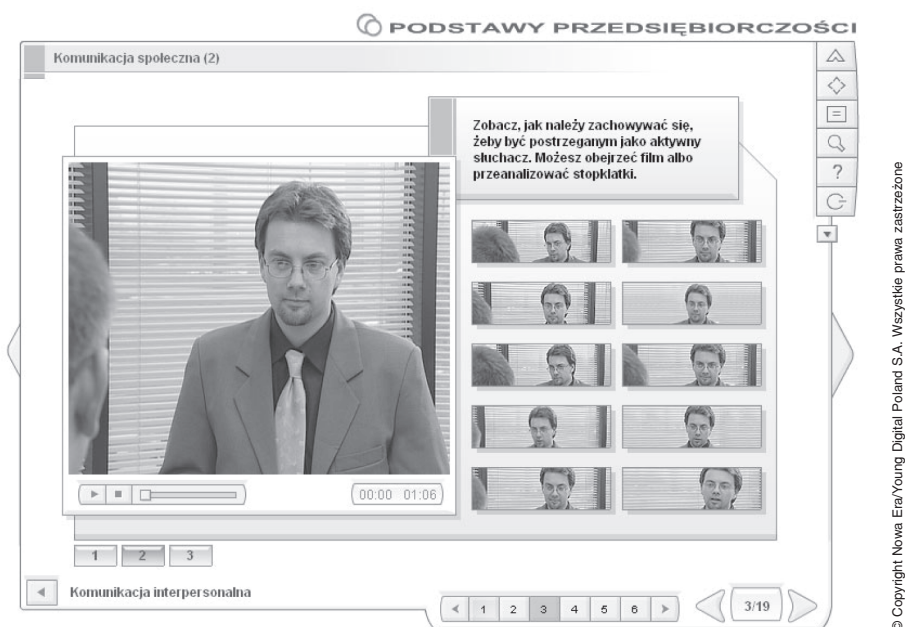 PODSTAWY PRZEDSIĘBIORCZOŚCI
Komunikacja społeczna (2)
Zobacz, jak należy zachowywać się,
żeby być postrzeganym jako aktywny
słuchacz. Możesz obejrzeć film albo
przeanalizować stopklatki.
?
00:00 01:06
1 2 3
Komunikacja interpersonalna
1 2 3 4 5 6
3/19
© Copyright Nowa Era/Young Digital Poland S.A. Wszystkie prawa zastrzeżone